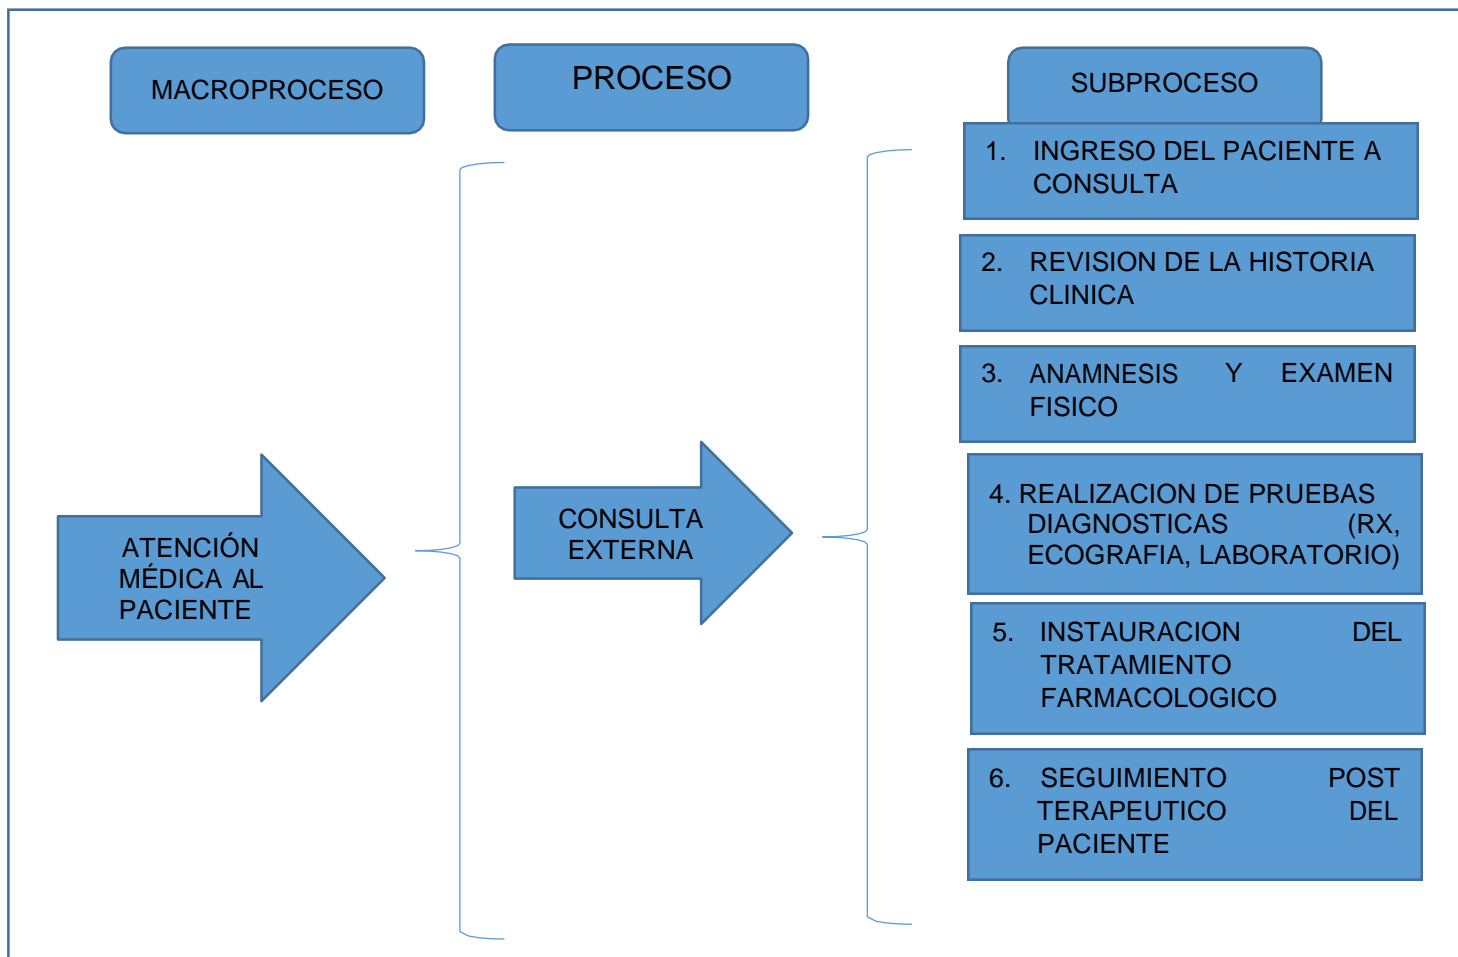 MACROPROCESO
PROCESO
SUBPROCESO
1. INGRESO DEL PACIENTE A
CONSULTA
2. REVISION DE LA HISTORIA
CLINICA
3. ANAMNESIS Y EXAMEN
FISICO
4. REALIZACION DE PRUEBAS
DIAGNOSTICAS (RX,
ECOGRAFIA, LABORATORIO)
5. INSTAURACION DEL
TRATAMIENTO
FARMACOLOGICO
6. SEGUIMIENTO POST
TERAPEUTICO DEL
PACIENTE
CONSULTA
EXTERNA
ATENCIÓN
MÉDICA AL
PACIENTE